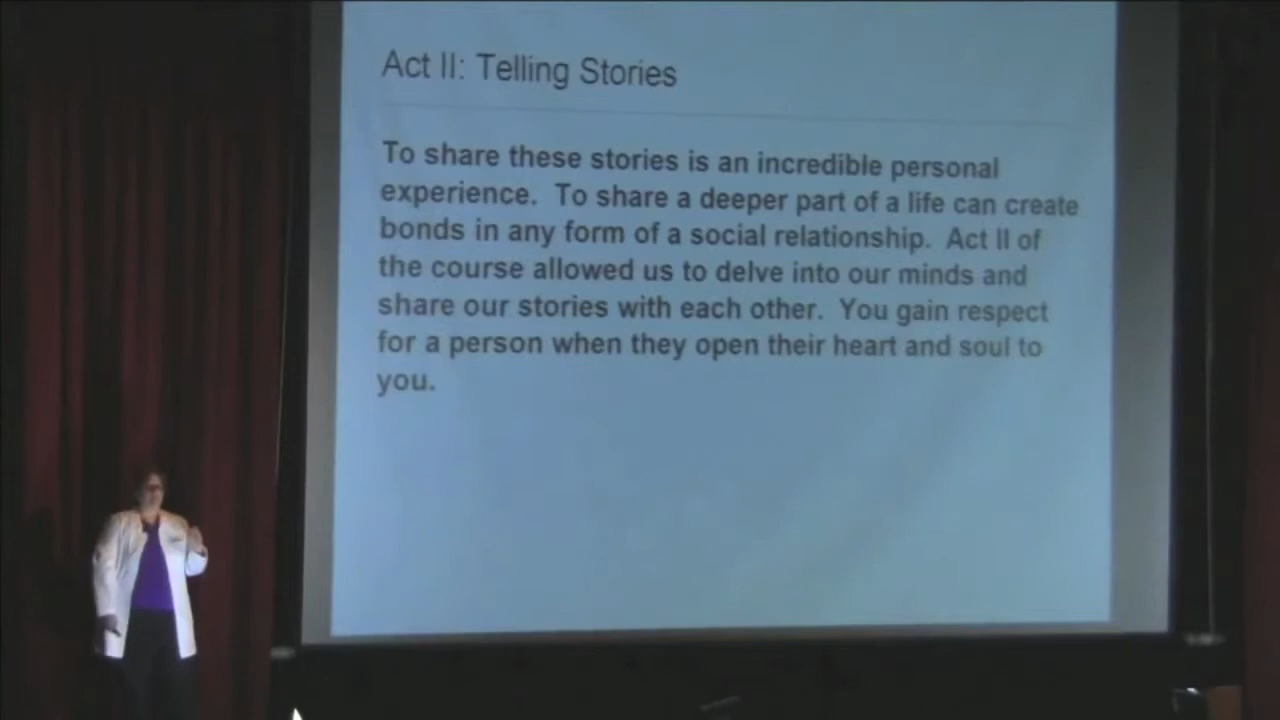 Act II: Telling Stories
To share these stories is an incredible personal
experience.  To share a deeper part of a life can create
bonds in any form of a social relationship.  Act II of
the course allowed us to delve into our minds and
share our stories with each other.  You gain respect
for a person when they open their heart and soul to
you.